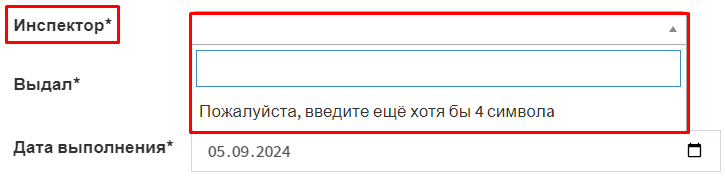 Инспектор*
Пожалуйста, введите ещё хотя бы 4 символа
Выдал*
Дата выполнения*
05.09.2024